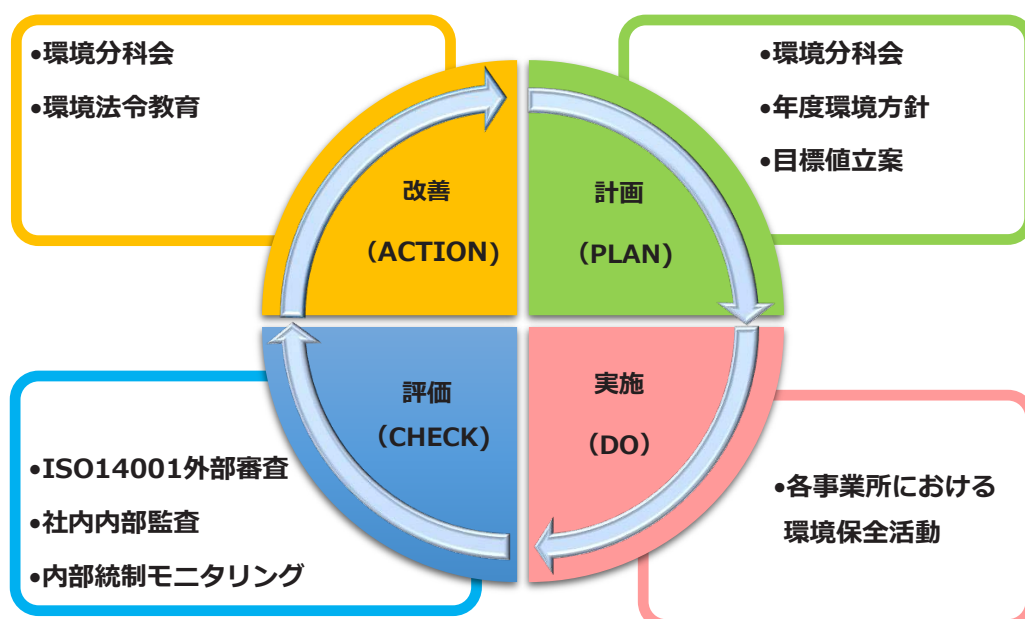 •環境分科会
•環境法令教育
•環境分科会
•年度環境方針
•目標値立案
改善
（ACTION)
計画
（PLAN)
評価
（CHECK)
実施
（DO）
•ISO14001外部審査
•社内内部監査
•内部統制モニタリング
•各事業所における
環境保全活動